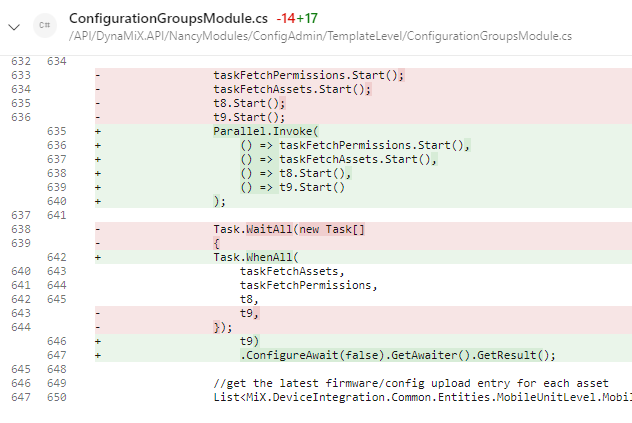 C# ConfigurationGroupsModule.cs -14+17
/API/DynaMiX.API/NancyModules/ConfigAdmin/TemplateLevel/ConfigurationGroupsModule.cs
632 634
633 - taskFetchPermissions.Start();
634 - taskFetchAssets.Start();
635 - t8.Start();
636 - t9.Start();
635 + Parallel.Invoke(
636 + () => taskFetchPermissions.Start(),
637 + () => taskFetchAssets.Start(),
638 + () => t8.Start(),
639 + () => t9.Start()
640 + );
637 641
638 - Task.WaitAll(new Task[]
639 - {
642 + Task.WhenAll(
640 643 taskFetchAssets,
641 644 taskFetchPermissions,
642 645 t8,
643 - t9,
644 - });
646 + t9)
647 + .ConfigureAwait(false).GetAwaiter().GetResult();
645 648
646 649 //get the latest firmware/config upload entry for each asset
647 650 List<MiX.DeviceIntegration.Common.Entities.MobileUnitLevel.Mobil